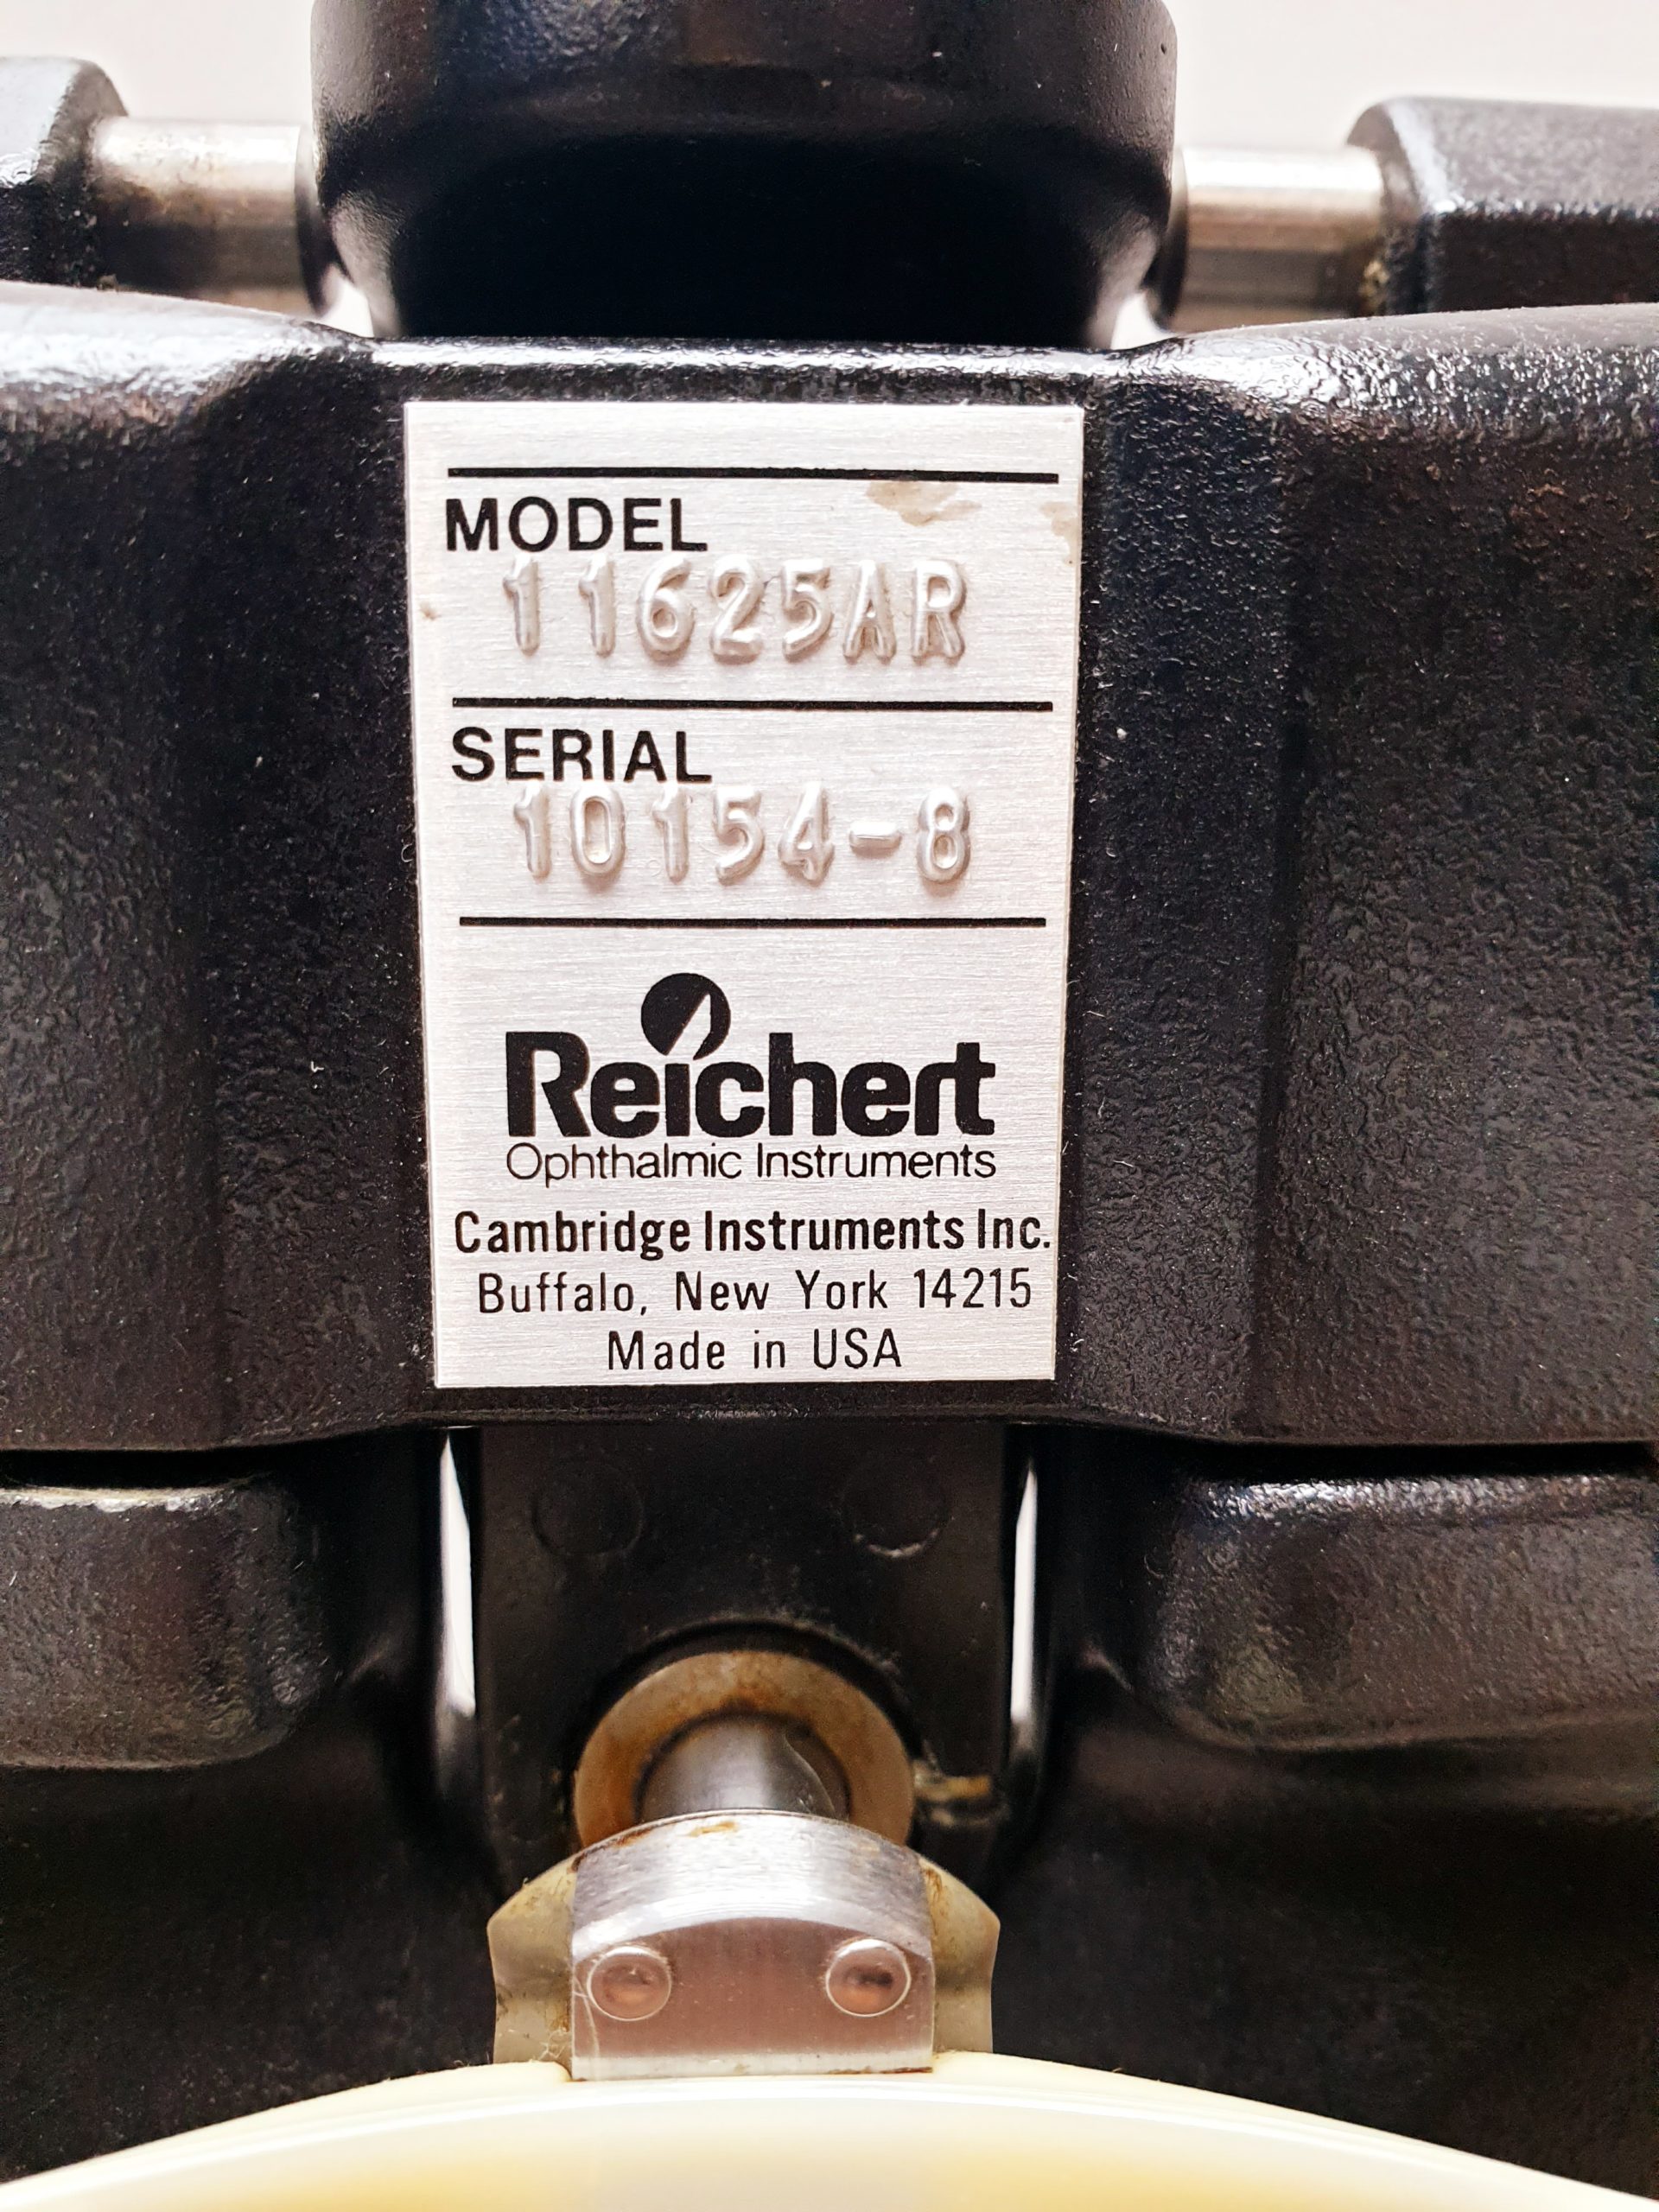 MODEL
11625AR
SERIAL
10154-8
Reichert
Ophthalmic Instruments
Cambridge Instruments Inc.
Buffalo, New York 14215
Made in USA